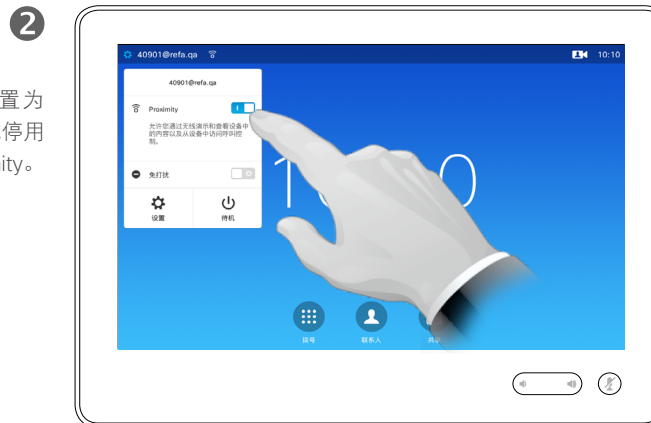 2
置为
停用
ity。
40901@refa.qa
10:10
40901@refa.qa
Proximity
允许您通过无线演示和查看设备中
的内容以及从设备中访问呼叫控
制。
免打扰
设置
待机
拨号
联系人